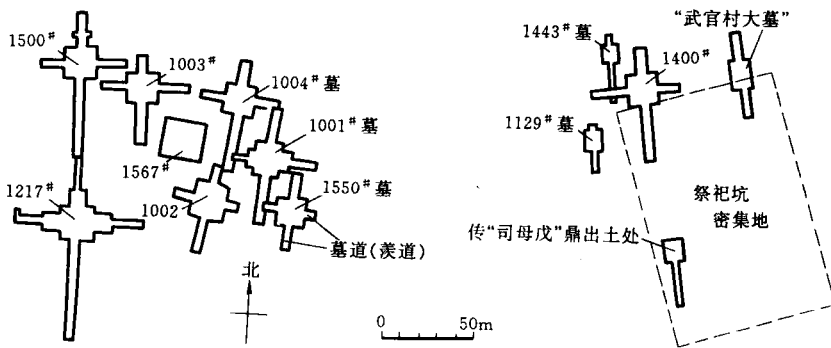 1500#
1003#
1004#墓
1001#墓
1567#
1550#墓
1217#
1002
墓道(羡道)
北
0 50m
1443#墓
1400#
“武官村大墓”
1129#墓
祭祀坑
密集地
传“司母戊”鼎出土处